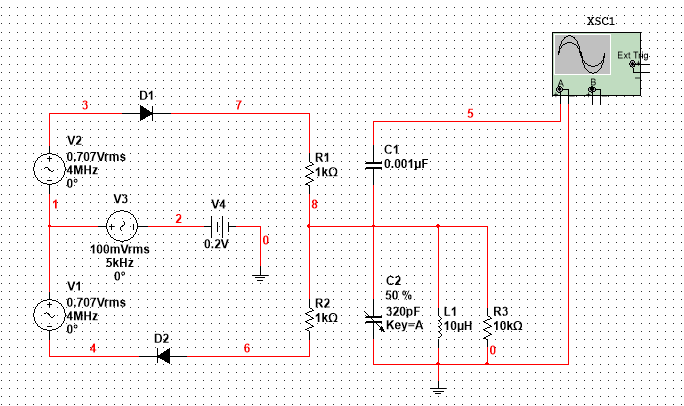 XSC1
Ext Trig
A
B
D1
3
7
5
V2
0.707Vrms
4MHz
0°
C1
0.001µF
R1
1kΩ
V3
V4
1
2
8
0
0.2V
100mVrms
5kHz
0°
V1
0.707Vrms
4MHz
0°
C2
50 %
320pF
Key=A
L1
10µH
R3
10kΩ
R2
1kΩ
D2
4
6
0